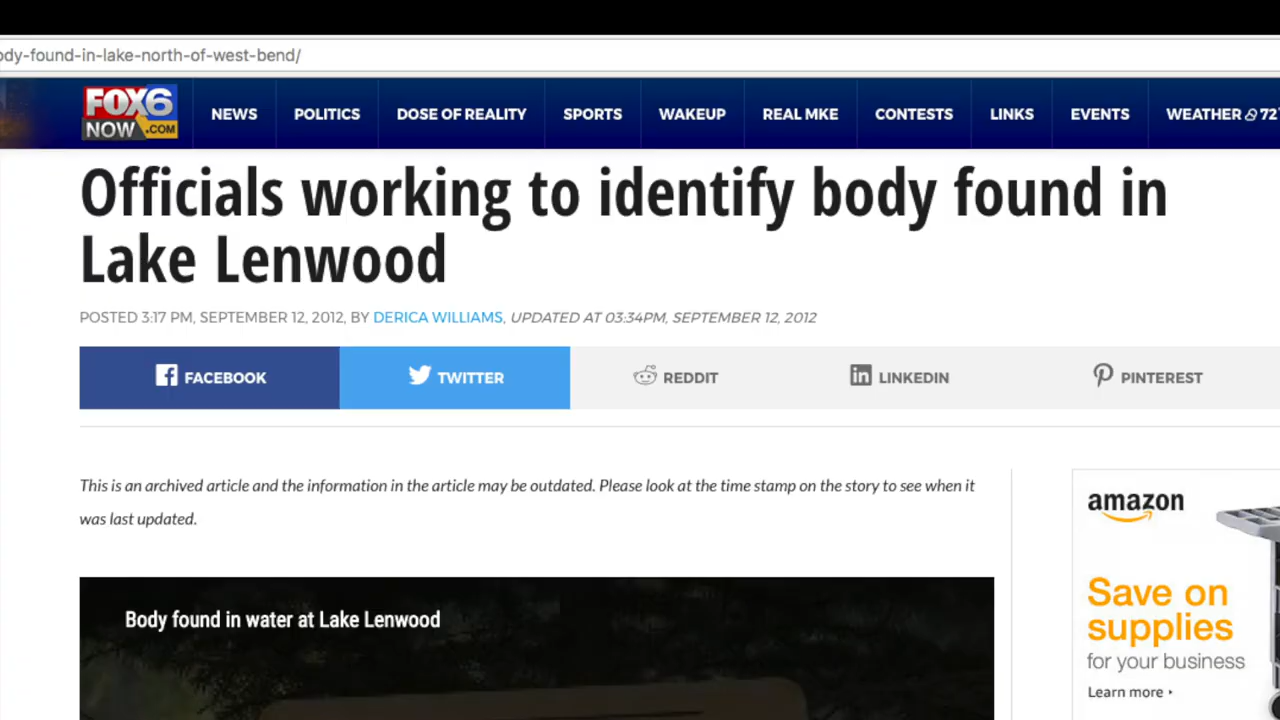 ody-found-in-lake-north-of-west-bend/
FOX6
NOW .COM
NEWS POLITICS DOSE OF REALITY SPORTS WAKEUP REAL MKE CONTESTS LINKS EVENTS WEATHER 72°
Officials working to identify body found in
Lake Lenwood
POSTED 3:17 PM, SEPTEMBER 12, 2012, BY DERICA WILLIAMS, UPDATED AT 03:34PM, SEPTEMBER 12, 2012
FACEBOOK TWITTER REDDIT LINKEDIN PINTEREST
This is an archived article and the information in the article may be outdated. Please look at the time stamp on the story to see when it
was last updated.
Body found in water at Lake Lenwood
amazon
Save on
supplies
for your business
Learn more